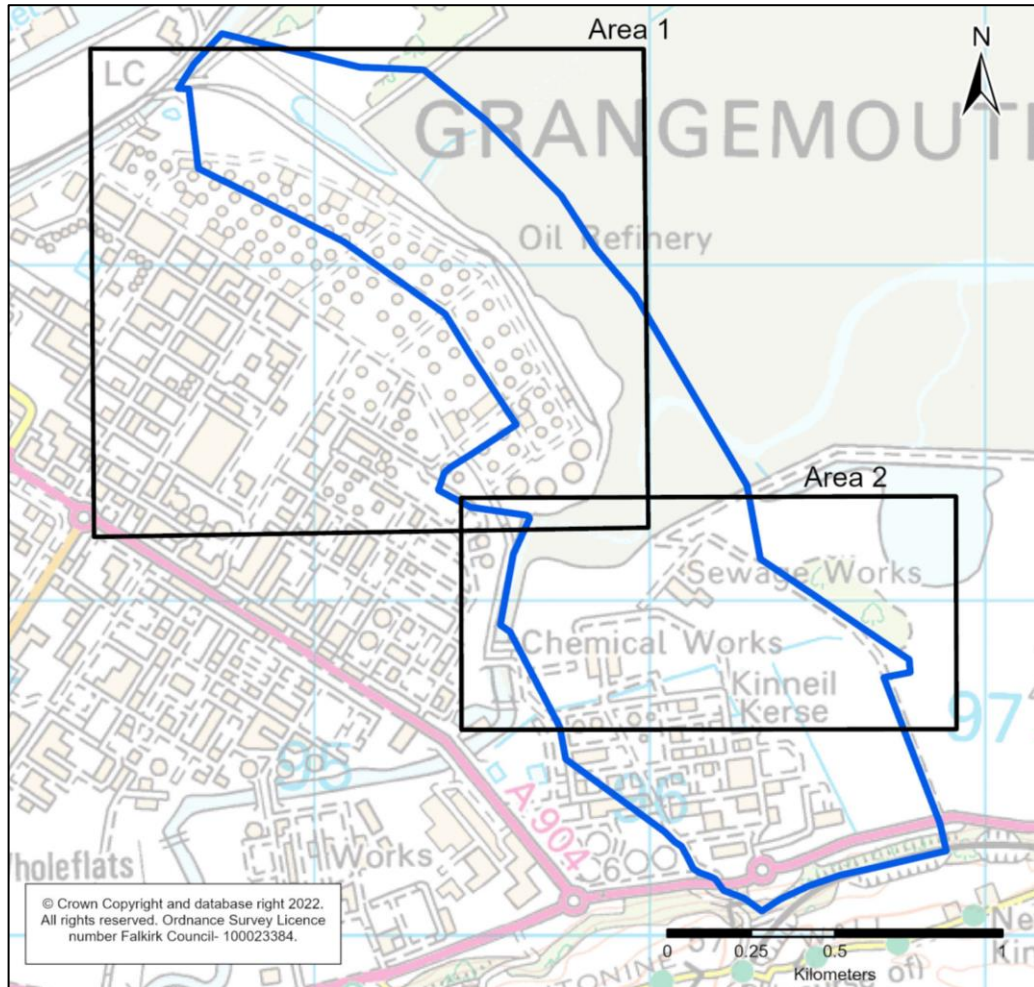 Area 1
N
LC
GRANGEMOUTH
Oil Refinery
Area 2
Sewage Works
Chemical Works
Kinneil
Kerse
97
95
96
A 904
Works
6
© Crown Copyright and database right 2022.
All rights reserved. Ordnance Survey Licence
number Falkirk Council- 100023384.
0 0.25 0.5 1
Kilometers